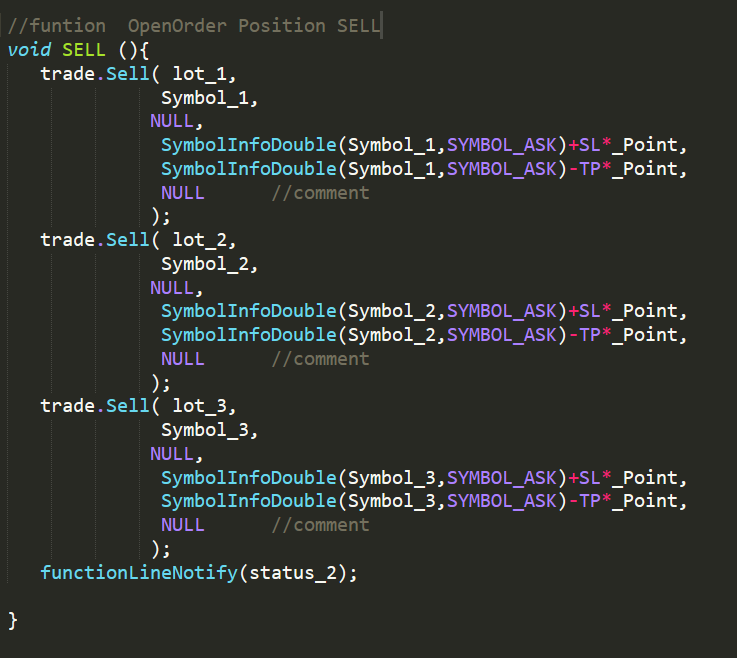 //funtion  OpenOrder Position SELL
void SELL (){
   trade.Sell( lot_1,
              Symbol_1,
             NULL,
              SymbolInfoDouble(Symbol_1,SYMBOL_ASK)+SL*_Point,
              SymbolInfoDouble(Symbol_1,SYMBOL_ASK)-TP*_Point,
              NULL      //comment
             );
   trade.Sell( lot_2,
              Symbol_2,
             NULL,
              SymbolInfoDouble(Symbol_2,SYMBOL_ASK)+SL*_Point,
              SymbolInfoDouble(Symbol_2,SYMBOL_ASK)-TP*_Point,
              NULL      //comment
             );
   trade.Sell( lot_3,
              Symbol_3,
             NULL,
              SymbolInfoDouble(Symbol_3,SYMBOL_ASK)+SL*_Point,
              SymbolInfoDouble(Symbol_3,SYMBOL_ASK)-TP*_Point,
              NULL      //comment
             );
   functionLineNotify(status_2);
}